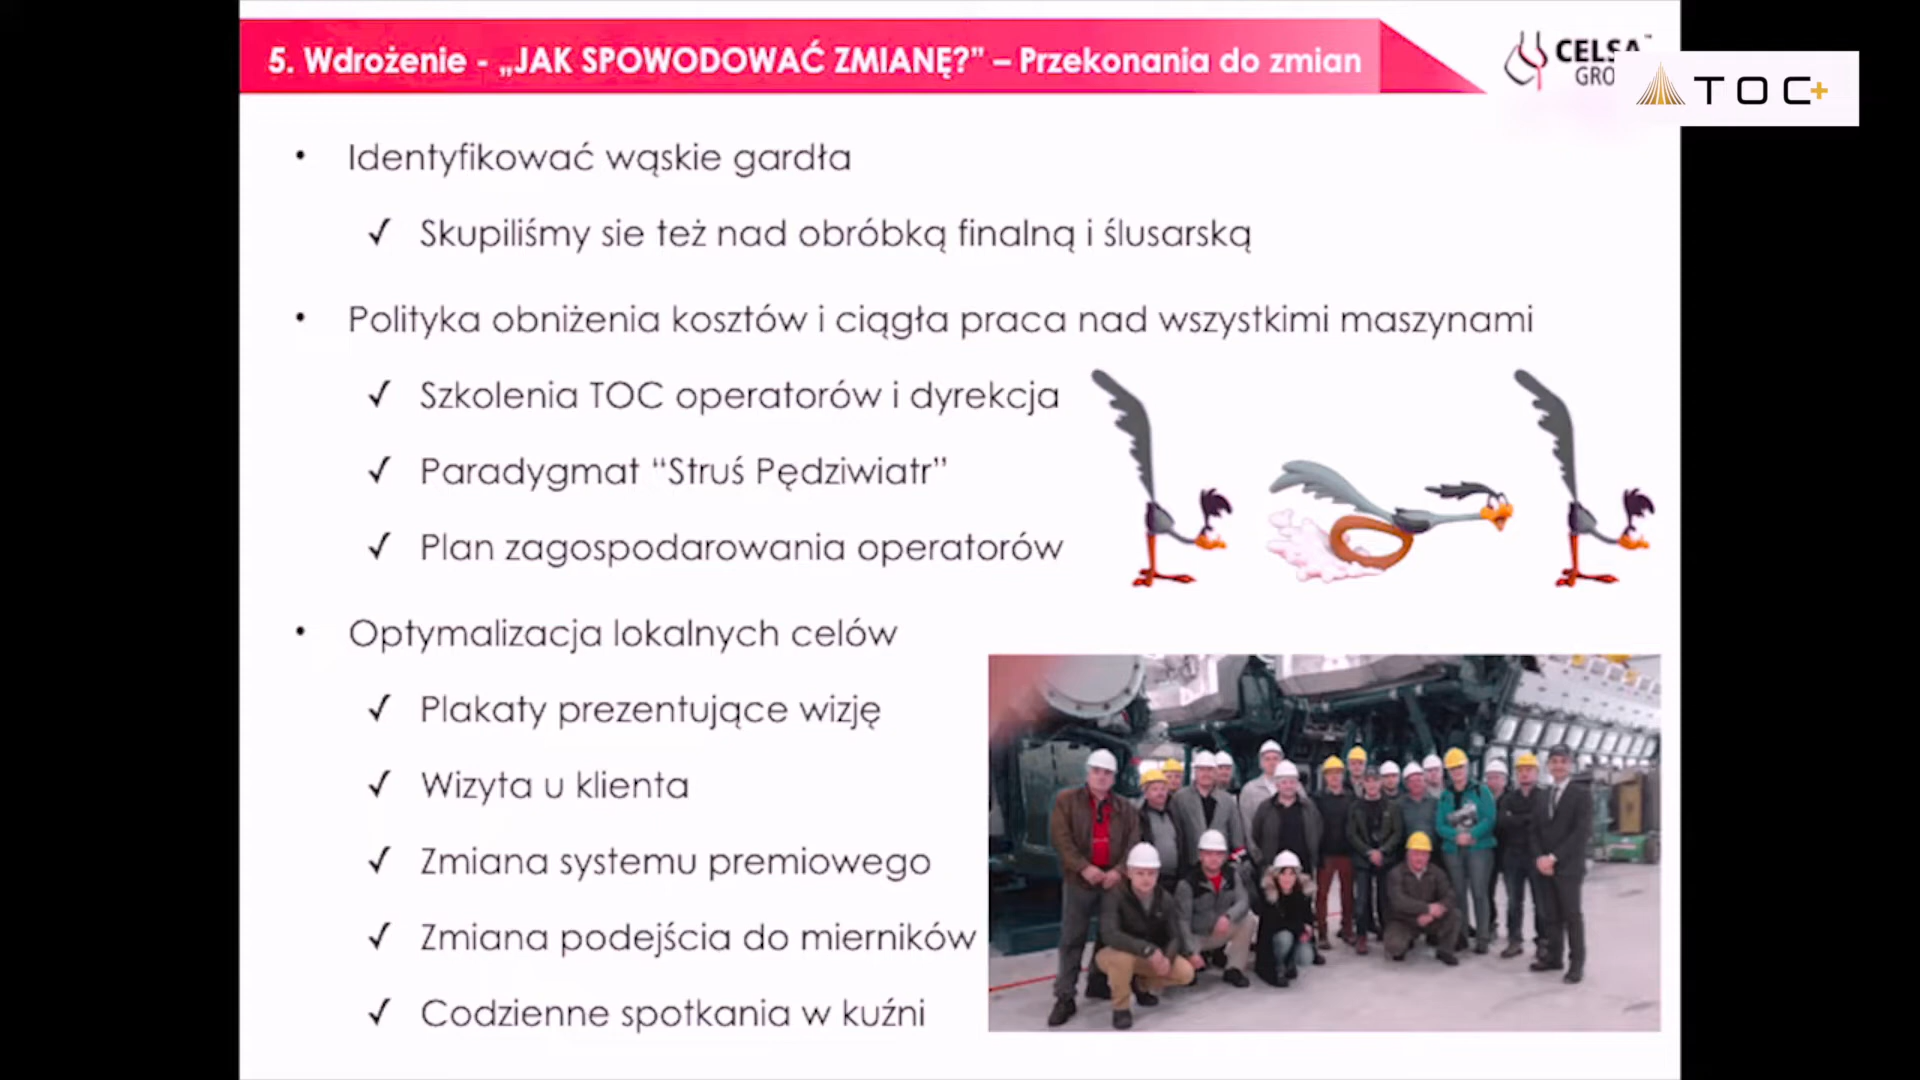 5. Wdrożenie - „JAK SPOWODOWAĆ ZMIANĘ?” – Przekonania do zmian
CELSA™
GRO
TOC+
• Identyfikować wąskie gardła
✓ Skupiliśmy sie też nad obróbką finalną i ślusarską
• Polityka obniżenia kosztów i ciągła praca nad wszystkimi maszynami
✓ Szkolenia TOC operatorów i dyrekcja
✓ Paradygmat “Struś Pędziwiatr”
✓ Plan zagospodarowania operatorów
• Optymalizacja lokalnych celów
✓ Plakaty prezentujące wizję
✓ Wizyta u klienta
✓ Zmiana systemu premiowego
✓ Zmiana podejścia do mierników
✓ Codzienne spotkania w kuźni